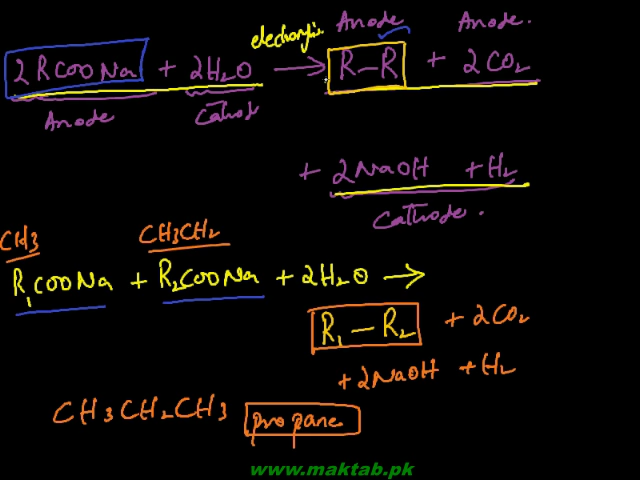 electrolysis Anode Anode.
2RCOONa + 2H₂O → R–R + 2CO₂
Anode Cathod
+ 2NaOH + H₂
Cathode.
CH3 CH3CH2
R₁COONa + R₂COONa + 2H₂O →
R₁ – R₂ + 2CO₂
+ 2NaOH + H₂
CH3CH2CH3 propane
www.maktab.pk